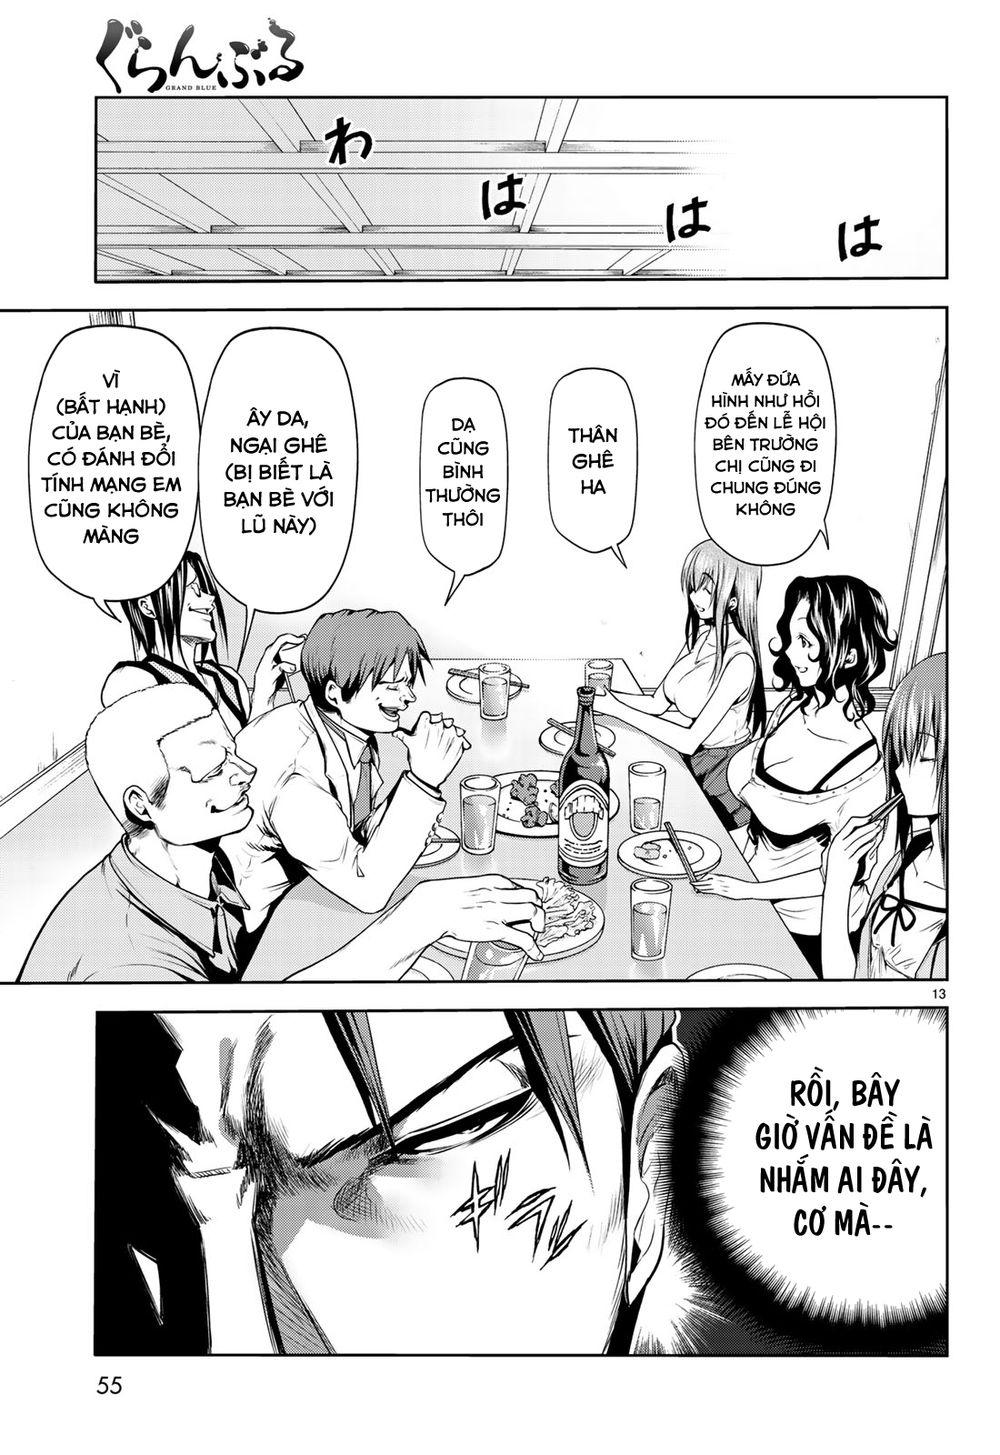 ぐらんぶる
GRAND BLUE
わ
は
は
は
MẤY ĐỨA
HÌNH NHƯ HỒI
ĐÓ ĐẾN LỄ HỘI
BÊN TRƯỜNG
CHỊ CŨNG ĐI
CHUNG ĐÚNG
KHÔNG
THÂN
GHÊ
HA
DẠ
CŨNG
BÌNH
THƯỜNG
THÔI
ÂY DA,
NGẠI GHÊ
(BỊ BIẾT LÀ
BẠN BÈ VỚI
LŨ NÀY)
VÌ
(BẤT HẠNH)
CỦA BẠN BÈ,
CÓ ĐÁNH ĐỔI
TÍNH MẠNG EM
CŨNG KHÔNG
MÀNG
13
RỒI, BÂY
GIỜ VẤN ĐỀ LÀ
NHẮM AI ĐÂY,
CƠ MÀ--
ギラ
55